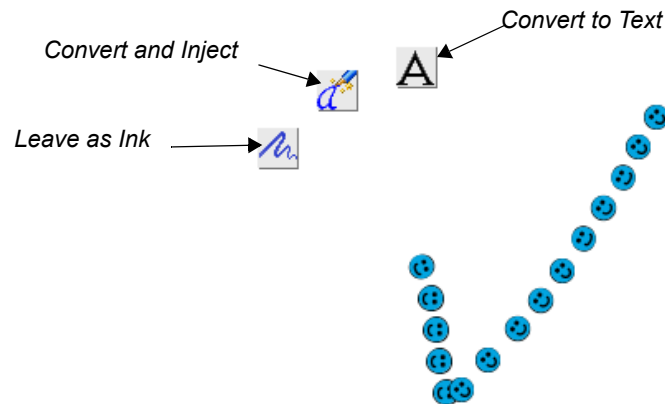 Convert to Text
Convert and Inject
A
a
Leave as Ink